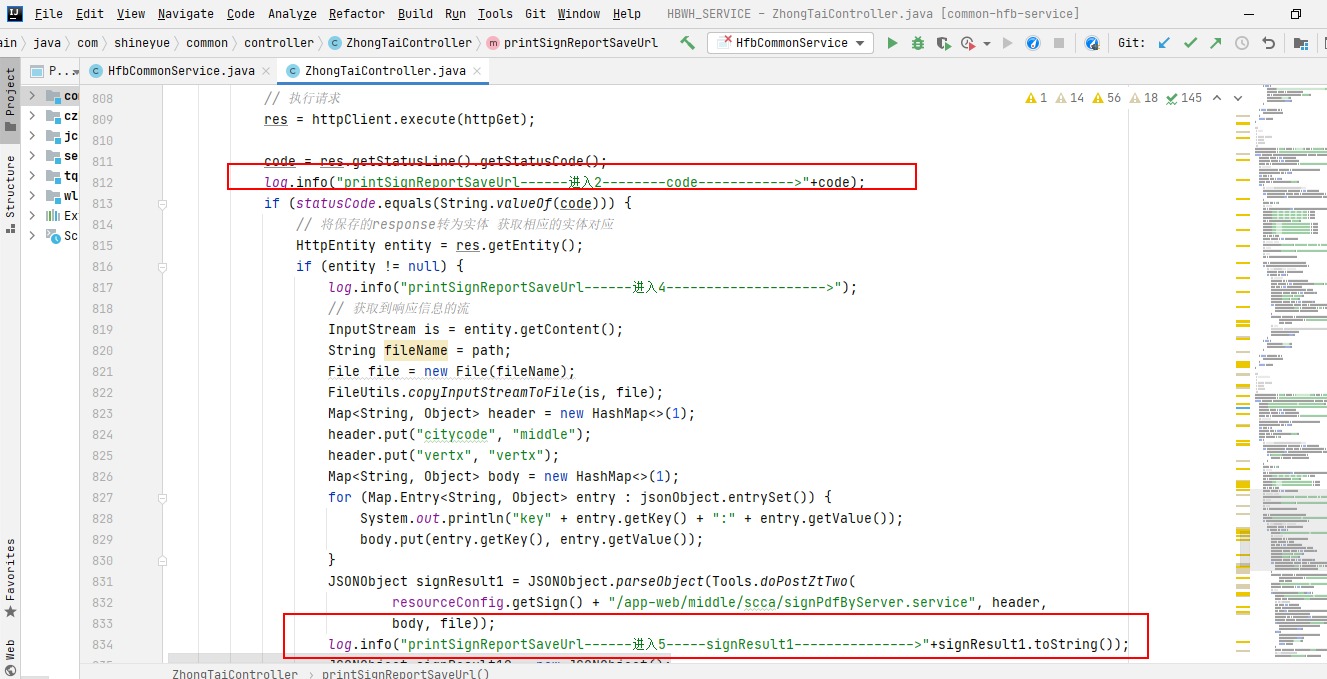 File Edit View Navigate Code Analyze Refactor Build Run Tools Git Window Help HBWH_SERVICE - ZhongTaiController.java [common-hfb-service]
ain java com shineyue common controller ZhongTaiController printSignReportSaveUrl HfbCommonService Git:
P... HfbCommonService.java ZhongTaiController.java
Project
Structure
Favorites
Web
co
cz
jc
se
tq
wl
Ex
Sc
1 14 56 18 145
808 // 执行请求
809 res = httpClient.execute(httpGet);
810
811 code = res.getStatusLine().getStatusCode();
812 log.info("printSignReportSaveUrl------进入2--------code------------>"+code);
813 if (statusCode.equals(String.valueOf(code))) {
814 // 将保存的response转为实体 获取相应的实体对应
815 HttpEntity entity = res.getEntity();
816 if (entity != null) {
817 log.info("printSignReportSaveUrl------进入4-------------------->");
818 // 获取到响应信息的流
819 InputStream is = entity.getContent();
820 String fileName = path;
821 File file = new File(fileName);
822 FileUtils.copyInputStreamToFile(is, file);
823 Map<String, Object> header = new HashMap<>(1);
824 header.put("citycode", "middle");
825 header.put("vertx", "vertx");
826 Map<String, Object> body = new HashMap<>(1);
827 for (Map.Entry<String, Object> entry : jsonObject.entrySet()) {
828 System.out.println("key" + entry.getKey() + ":" + entry.getValue());
829 body.put(entry.getKey(), entry.getValue());
830 }
831 JSONObject signResult1 = JSONObject.parseObject(Tools.doPostZtTwo(
832 resourceConfig.getSign() + "/app-web/middle/scca/signPdfByServer.service", header,
833 body, file));
834 log.info("printSignReportSaveUrl------进入5-----signResult1--------------->"+signResult1.toString());
ZhongTaiController › printSignReportSaveUrl()